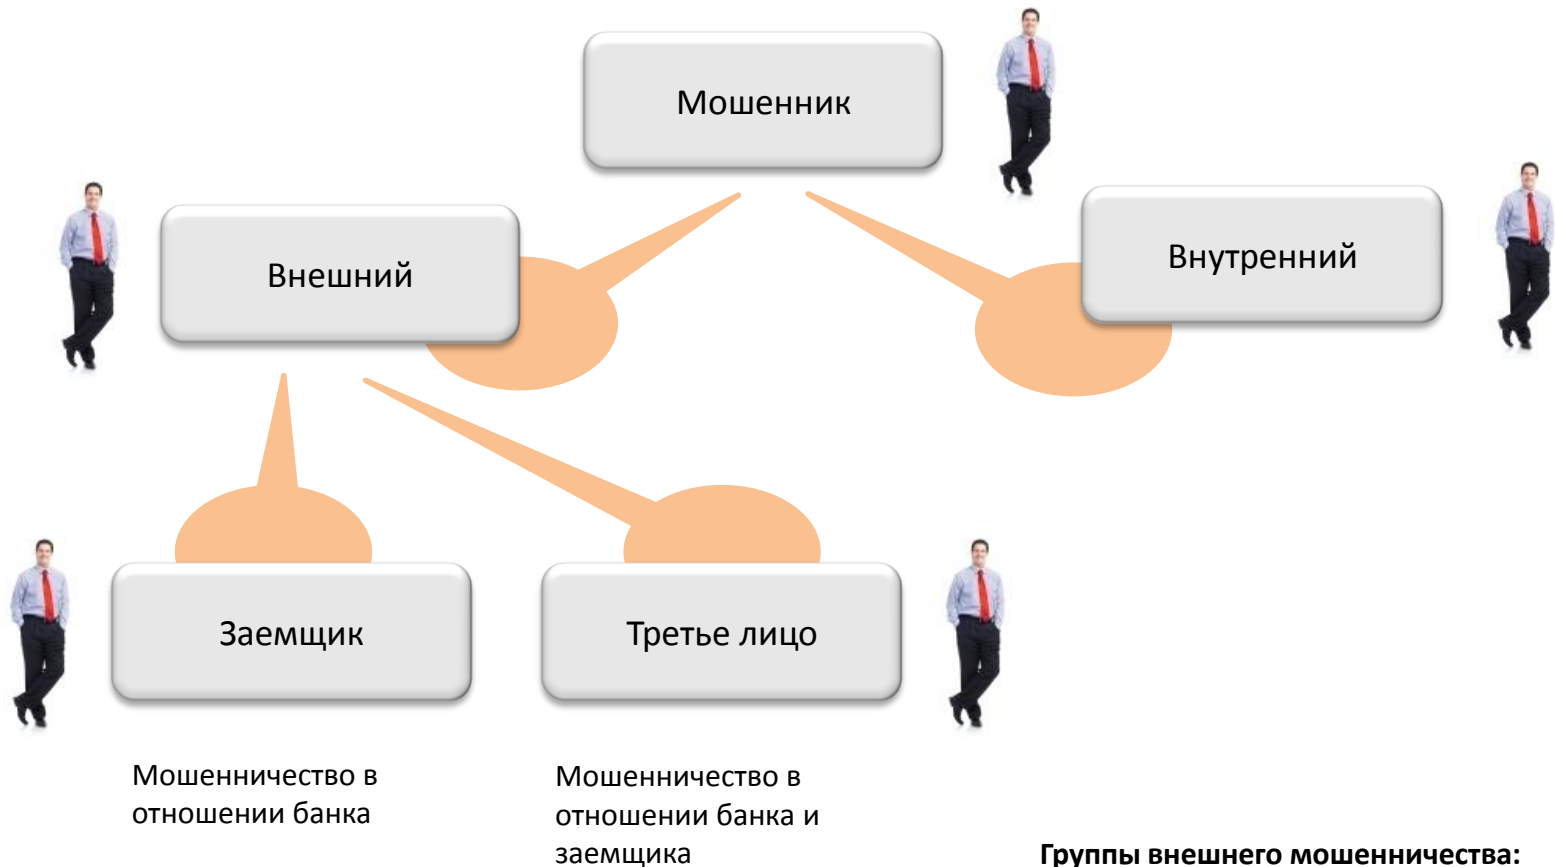 Мошенник
Внешний
Внутренний
Заемщик
Третье лицо
Мошенничество в
отношении банка
Мошенничество в
отношении банка и
заемщика
Группы внешнего мошенничества: